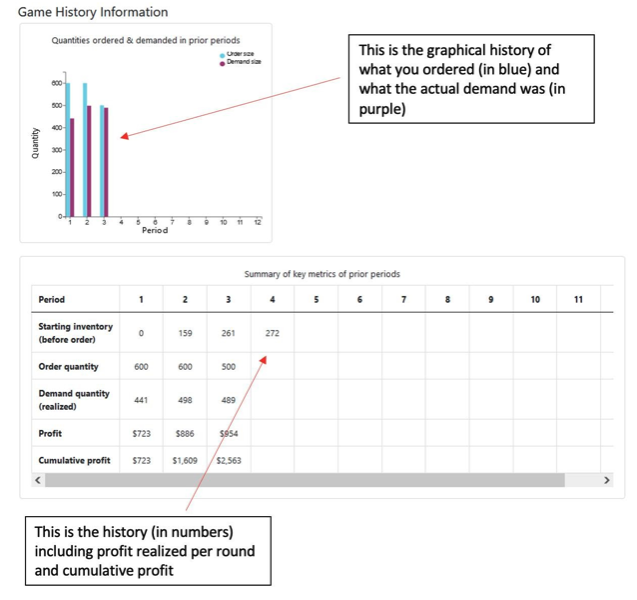 Game History Information
Quantities ordered & demanded in prior periods
Order size
Demand size
This is the graphical history of
what you ordered (in blue) and
what the actual demand was (in
purple)
Quantity
600
500
400
300
200
100
0
1 2 3 4 5 6 7 8 9 10 11 12
Period
Summary of key metrics of prior periods
Period 1 2 3 4 5 6 7 8 9 10 11
Starting inventory
(before order) 0 159 261 272
Order quantity 600 600 500
Demand quantity
(realized) 441 498 489
Profit $723 $886 $954
Cumulative profit $723 $1,609 $2,563
This is the history (in numbers)
including profit realized per round
and cumulative profit